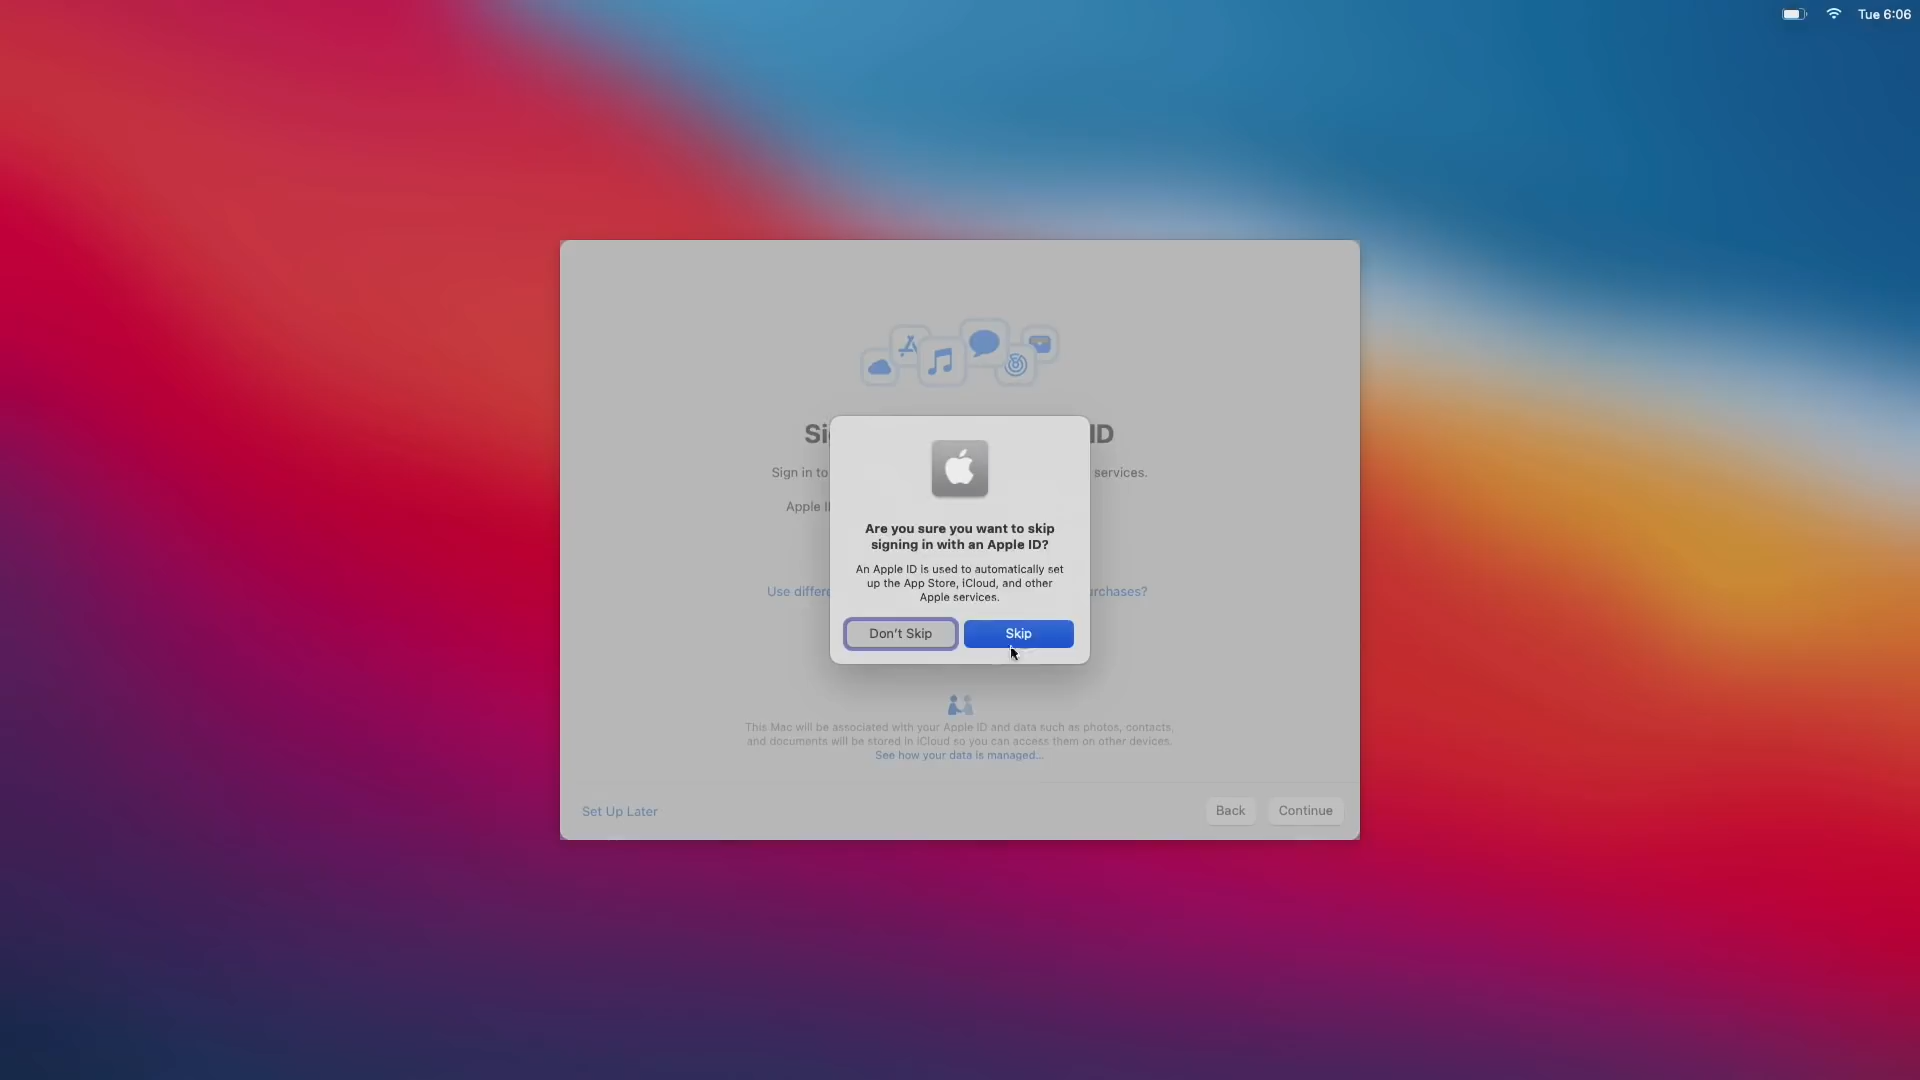 Tue 6:06
Si
ID
Sign in to
services.
Apple I
Are you sure you want to skip
signing in with an Apple ID?
An Apple ID is used to automatically set
up the App Store, iCloud, and other
Apple services.
Use differ
rchases?
Don't Skip
Skip
This Mac will be associated with your Apple ID and data such as photos, contacts,
and documents will be stored in iCloud so you can access them on other devices.
See how your data is managed...
Set Up Later
Back
Continue